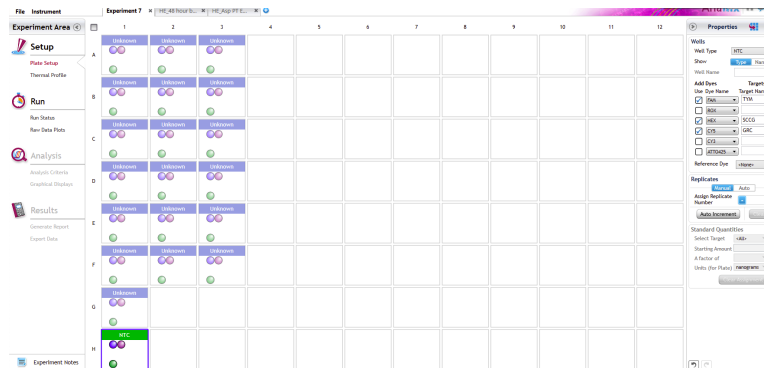 File Instrument
Experiment 7
HE_48 hour b...
HE_Asp PT E...
Experiment Area
1 2 3 4 5 6 7 8 9 10 11 12
Properties
Setup
Plate Setup
Thermal Profile
Run
Run Status
Raw Data Plots
Analysis
Analysis Criteria
Graphical Displays
Results
Generate Report
Export Data
Experiment Notes
A Unknown Unknown Unknown
B Unknown Unknown Unknown
C Unknown Unknown Unknown
D Unknown Unknown Unknown
E Unknown Unknown Unknown
F Unknown Unknown Unknown
G Unknown
H NTC
Wells
Well Type NTC
Show Type Nam
Well Name
Add Dyes Target
Use Dye Name Target Nam
FAM TYM
ROX
HEX SCCG
CY5 GRC
CY3
ATTO425
Reference Dye <None>
Replicates
Manual Auto
Assign Replicate
Number
Auto Increment
Standard Quantities
Select Target <All>
Starting Amount
A factor of
Units (for Plate) nanograms